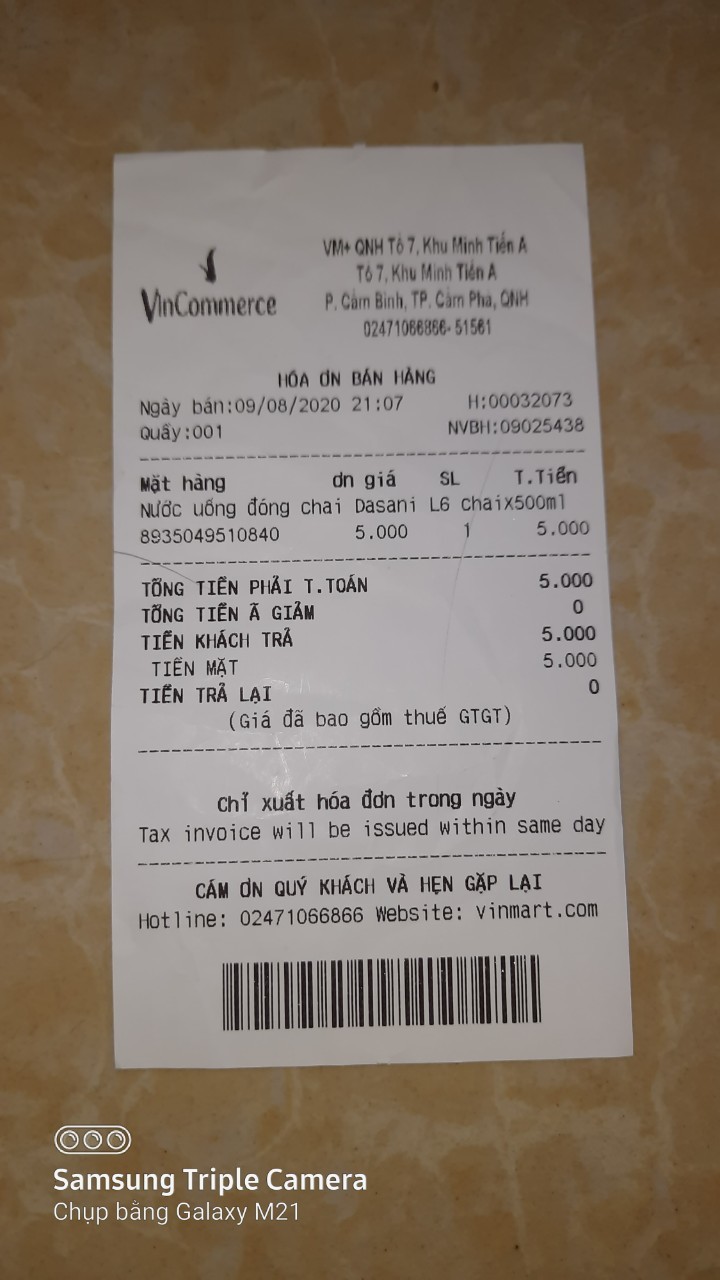 VinCommerce
VM+ QNH Tổ 7, Khu Minh Tiến A
Tổ 7, Khu Minh Tiến A
P. Cẩm Bình, TP. Cẩm Phả, QNH
02471066866- 51561
HÓA ƠN BÁN HÀNG
Ngày bán:09/08/2020 21:07 H:00032073
Quầy:001 NVBH:09025438
Mặt hàng ơn giá SL T.Tiền
Nước uống đóng chai Dasani L6 chaiX500ml
8935049510840 5.000 1 5.000
TỔNG TIỀN PHẢI T.TOÁN 5.000
TỔNG TIỀN Ã GIẢM 0
TIỀN KHÁCH TRẢ 5.000
TIỀN MẶT 5.000
TIỀN TRẢ LẠI 0
(Giá đã bao gồm thuế GTGT)
Chỉ xuất hóa đơn trong ngày
Tax invoice will be issued within same day
CÁM ƠN QUÝ KHÁCH VÀ HẸN GẶP LẠI
Hotline: 02471066866 Website: vinmart.com
Samsung Triple Camera
Chụp bằng Galaxy M21